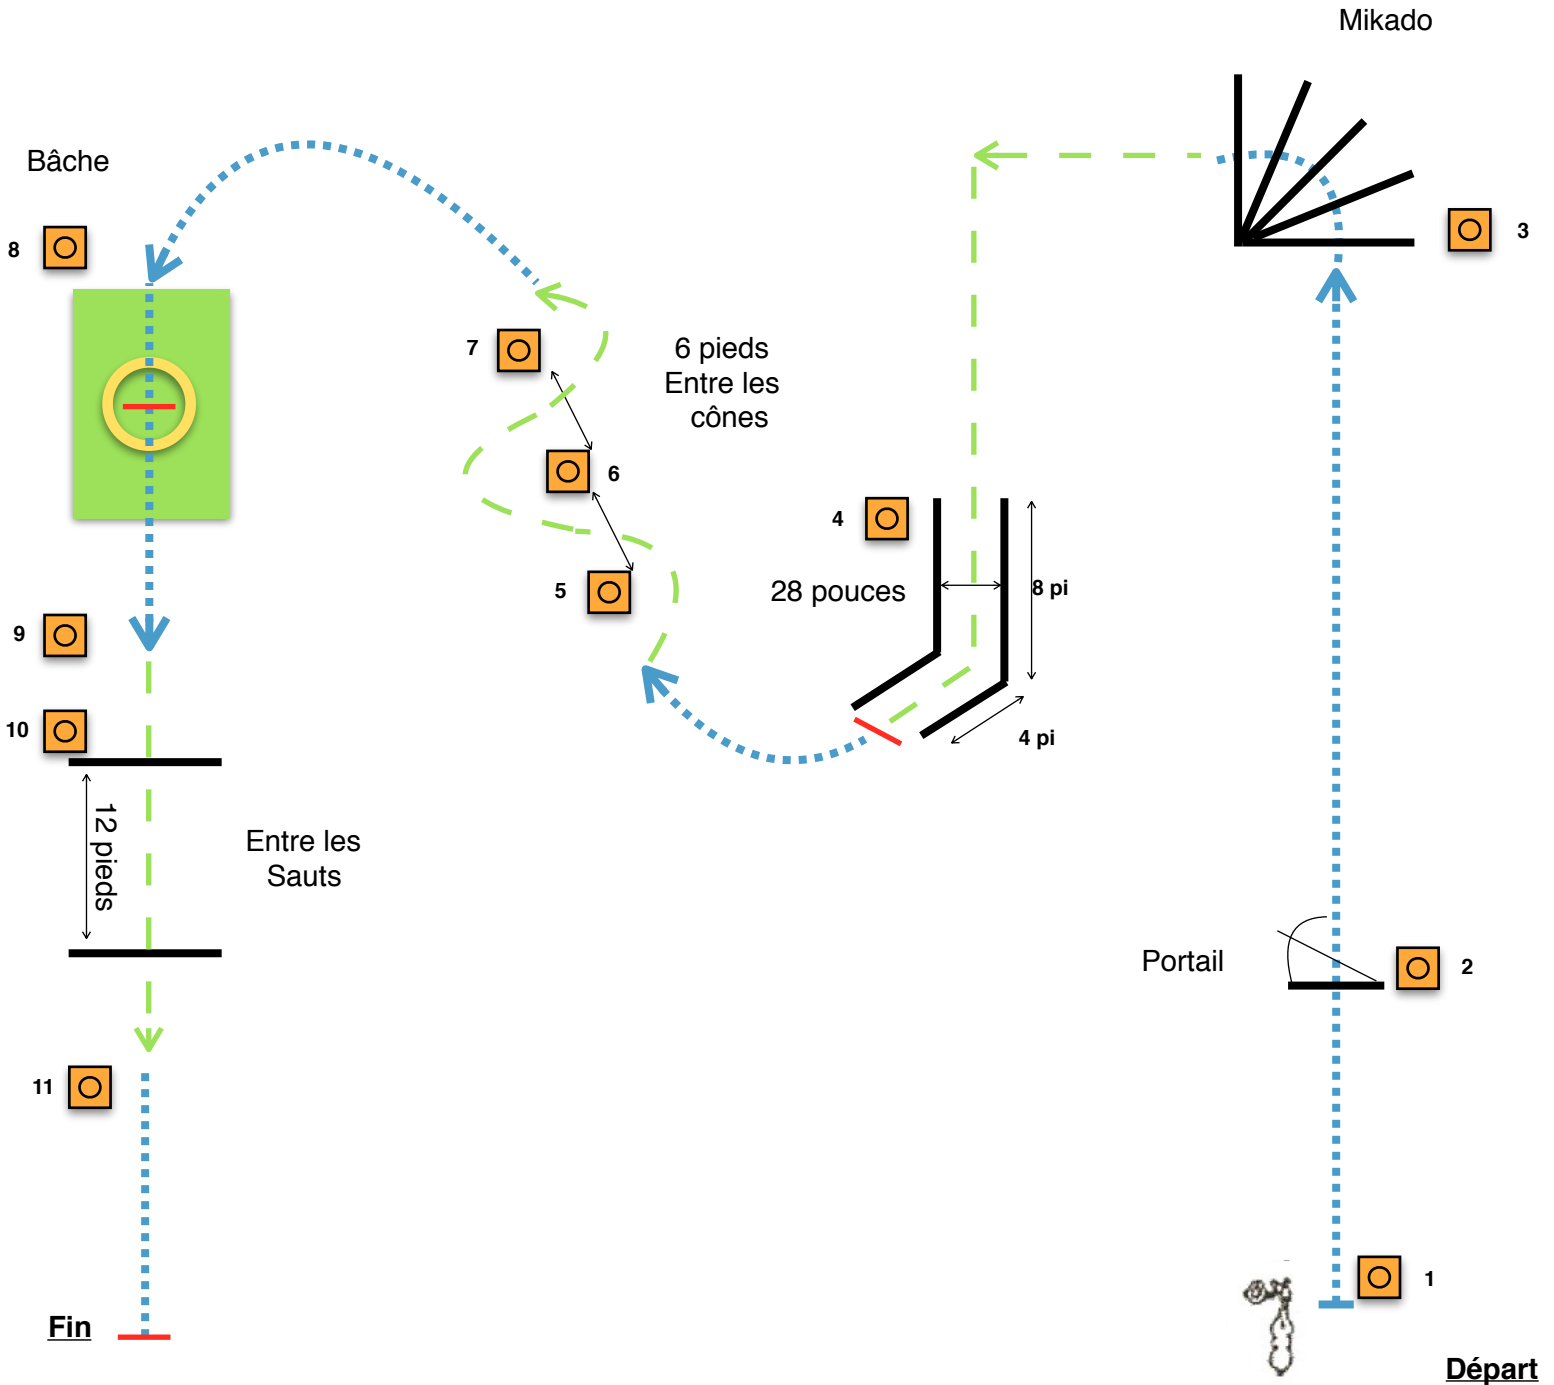 Mikado
Bâche
3
8
7
6 pieds
Entre les
cônes
6
4
5
28 pouces
8 pi
9
10
4 pi
12 pieds
Entre les
Sauts
Portail
2
11
1
Fin
Départ